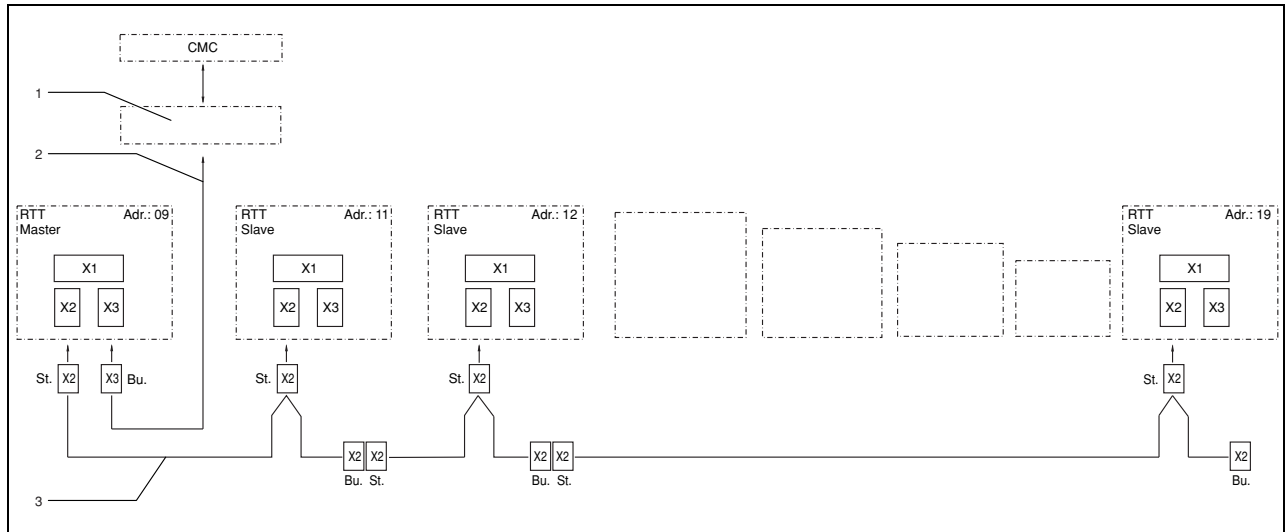 CMC
1
2
RTT Adr.: 09
Master
X1
X2 X3
RTT Adr.: 11
Slave
X1
X2 X3
RTT Adr.: 12
Slave
X1
X2 X3
RTT Adr.: 19
Slave
X1
X2 X3
St. X2 X3 Bu.
St. X2
St. X2
St. X2
X2 X2
Bu. St.
X2 X2
Bu. St.
X2
Bu.
3